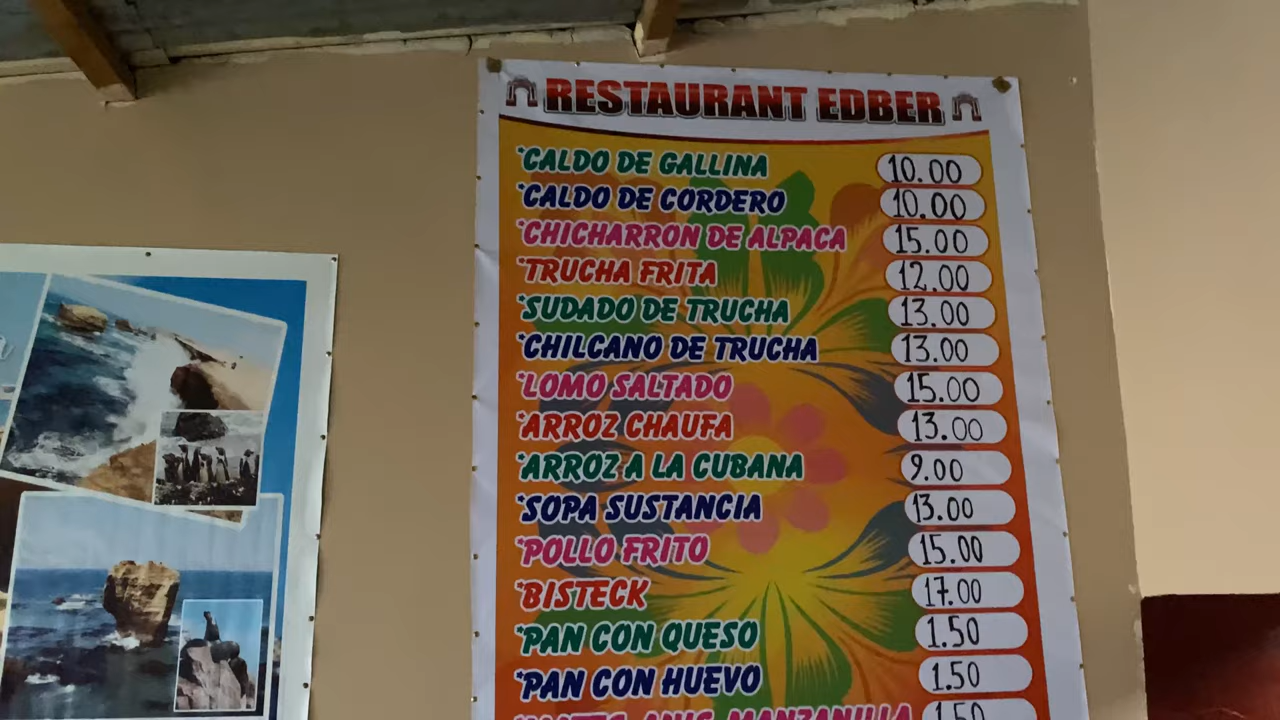 RESTAURANT EDBER
*CALDO DE GALLINA 10.00
*CALDO DE CORDERO 10.00
*CHICHARRON DE ALPACA 15.00
*TRUCHA FRITA 12.00
*SUDADO DE TRUCHA 13.00
*CHILCANO DE TRUCHA 13.00
*LOMO SALTADO 15.00
*ARROZ CHAUFA 13.00
*ARROZ A LA CUBANA 9.00
*SOPA SUSTANCIA 13.00
*POLLO FRITO 15.00
*BISTECK 17.00
*PAN CON QUESO 1.50
*PAN CON HUEVO 1.50
ANIS, MANZANILLA 1.50